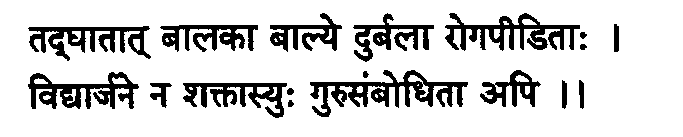 तद्घातात् बालका बाल्ये दुर्बला रोगपीडिताः ।
विद्यार्जने न शक्तास्युः गुरुसंबोधिता अपि ।।